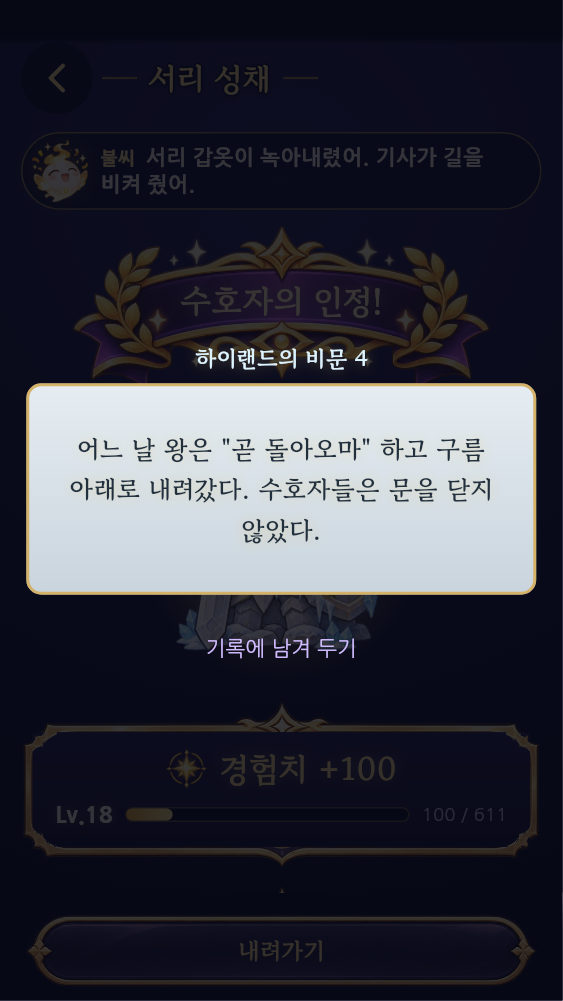 서리 성채
불씨 서리 갑옷이 녹아내렸어. 기사가 길을
비켜 줬어.
수호자의 인정!
하이랜드의 비문 4
어느 날 왕은 "곧 돌아오마" 하고 구름
아래로 내려갔다. 수호자들은 문을 닫지
않았다.
기록에 남겨 두기
경험치 +100
Lv.18 100 / 611
내려가기